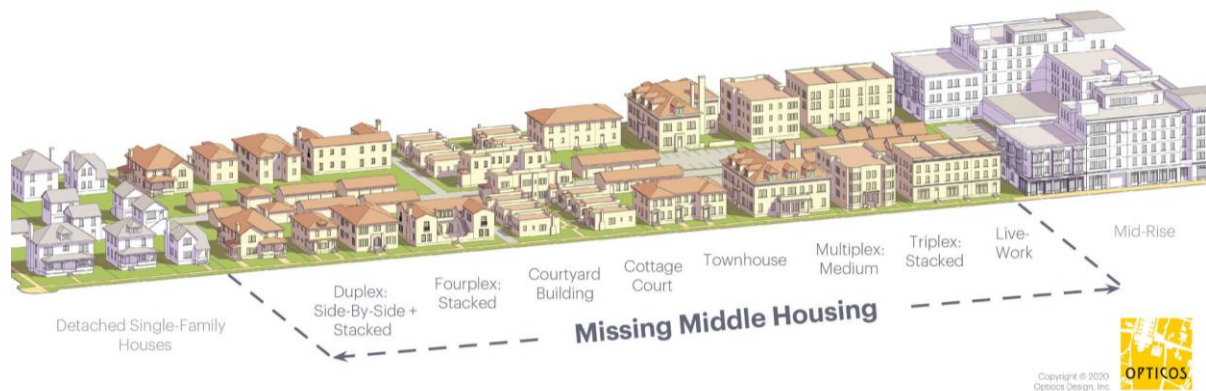 Detached Single-Family
Houses
Duplex:
Side-By-Side +
Stacked
Fourplex:
Stacked
Courtyard
Building
Cottage
Court
Townhouse
Multiplex:
Medium
Triplex:
Stacked
Live-
Work
Mid-Rise
Missing Middle Housing
Copyright © 2020
Opticos Design, Inc.
OPTICOS